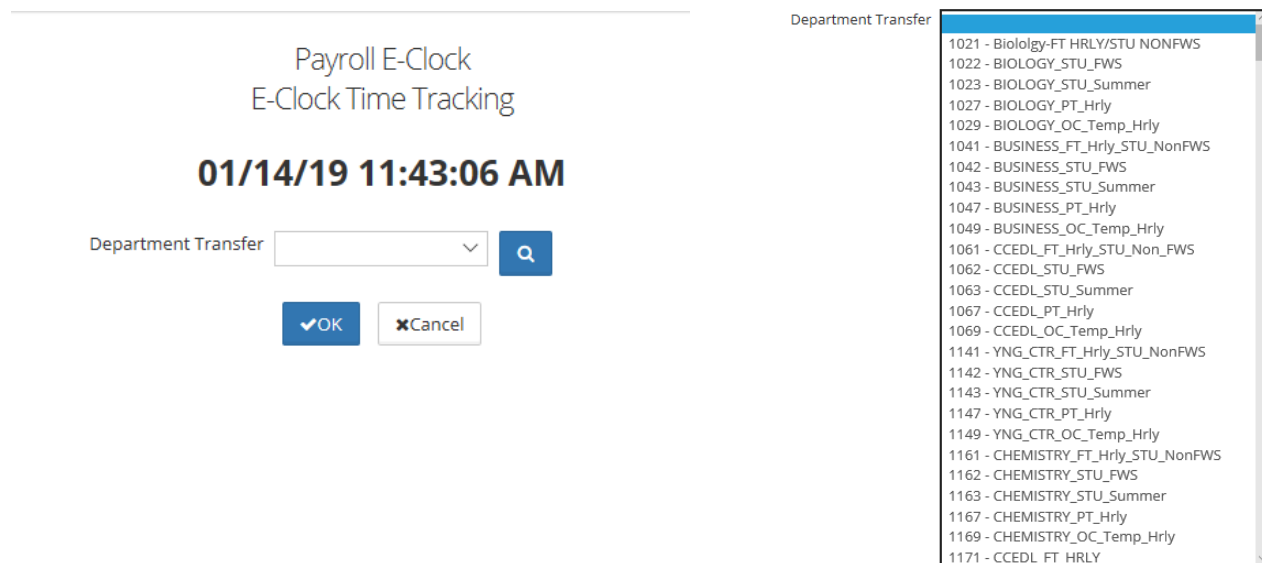 Payroll E-Clock
E-Clock Time Tracking
01/14/19 11:43:06 AM
Department Transfer
OK
Cancel
Department Transfer
1021 - Biololgy-FT HRLY/STU NONFWS
1022 - BIOLOGY_STU_FWS
1023 - BIOLOGY_STU_Summer
1027 - BIOLOGY_PT_Hrly
1029 - BIOLOGY_OC_Temp_Hrly
1041 - BUSINESS_FT_Hrly_STU_NonFWS
1042 - BUSINESS_STU_FWS
1043 - BUSINESS_STU_Summer
1047 - BUSINESS_PT_Hrly
1049 - BUSINESS_OC_Temp_Hrly
1061 - CCEDL_FT_Hrly_STU_Non_FWS
1062 - CCEDL_STU_FWS
1063 - CCEDL_STU_Summer
1067 - CCEDL_PT_Hrly
1069 - CCEDL_OC_Temp_Hrly
1141 - YNG_CTR_FT_Hrly_STU_NonFWS
1142 - YNG_CTR_STU_FWS
1143 - YNG_CTR_STU_Summer
1147 - YNG_CTR_PT_Hrly
1149 - YNG_CTR_OC_Temp_Hrly
1161 - CHEMISTRY_FT_Hrly_STU_NonFWS
1162 - CHEMISTRY_STU_FWS
1163 - CHEMISTRY_STU_Summer
1167 - CHEMISTRY_PT_Hrly
1169 - CHEMISTRY_OC_Temp_Hrly
1171 - CCEDL FT HRLY